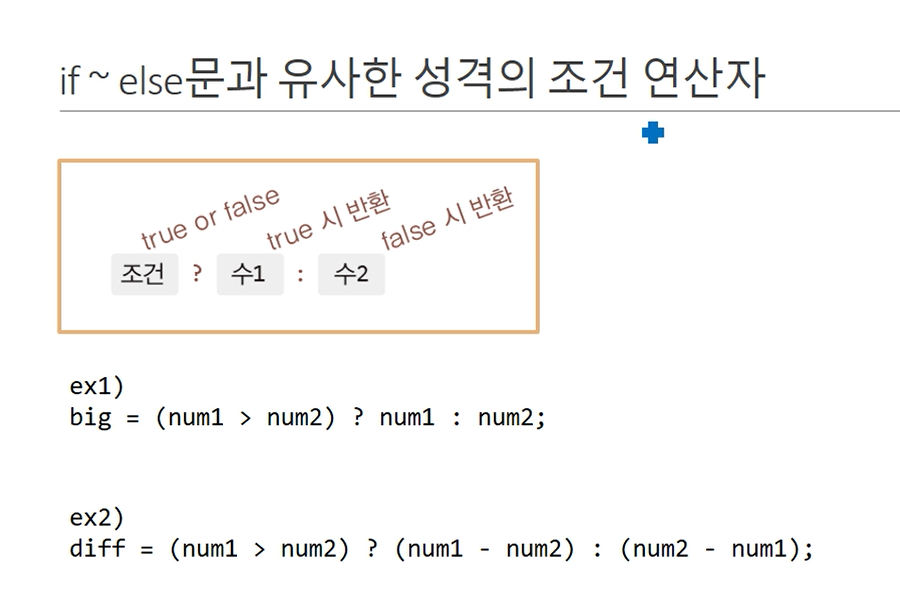 if ~ else문과 유사한 성격의 조건 연산자
true or false
true 시 반환
false 시 반환
조건 ? 수1 : 수2
ex1)
big = (num1 > num2) ? num1 : num2;
ex2)
diff = (num1 > num2) ? (num1 - num2) : (num2 - num1);